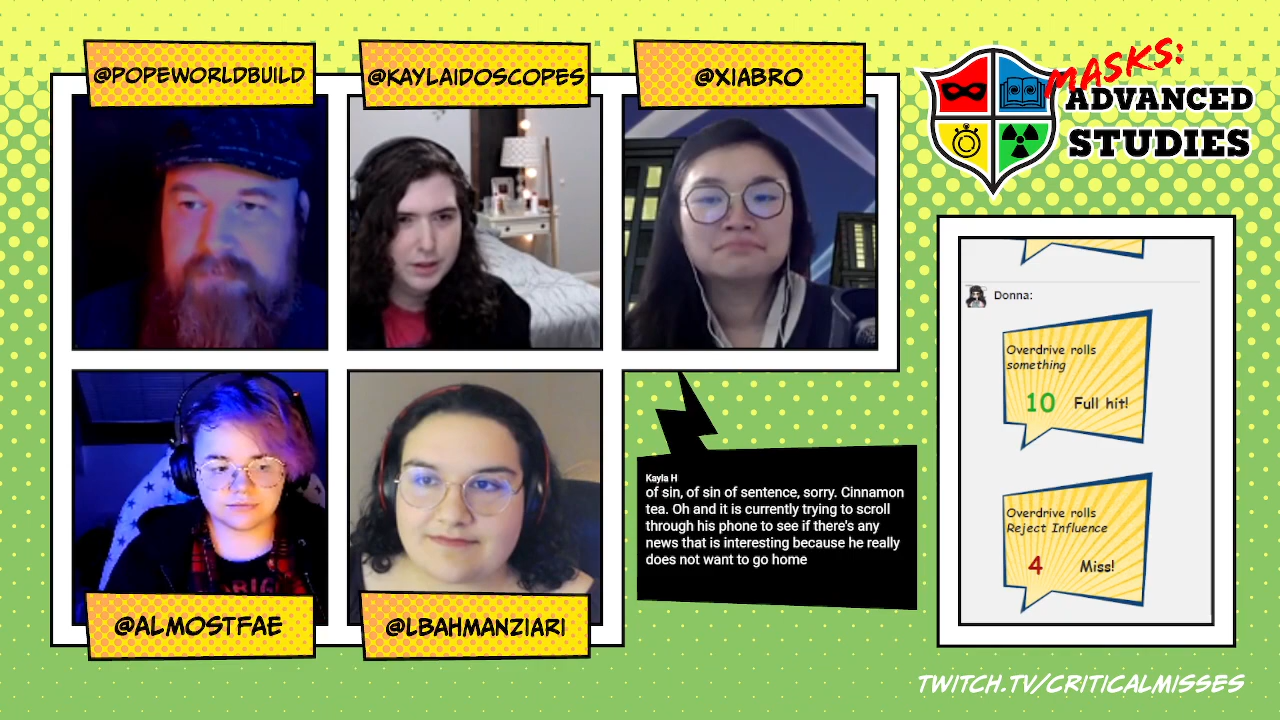 @POPEWORLDBUILD
@KAYLAIDOSCOPES
@XIABRO
MASKS:
ADVANCED
STUDIES
Donna:
Overdrive rolls
something
10 Full hit!
Overdrive rolls
Reject Influence
4 Miss!
Kayla H
of sin, of sin of sentence, sorry. Cinnamon
tea. Oh and it is currently trying to scroll
through his phone to see if there's any
news that is interesting because he really
does not want to go home
@ALMOSTFAE
@LBAHMANZIARI
TWITCH.TV/CRITICALMISSES